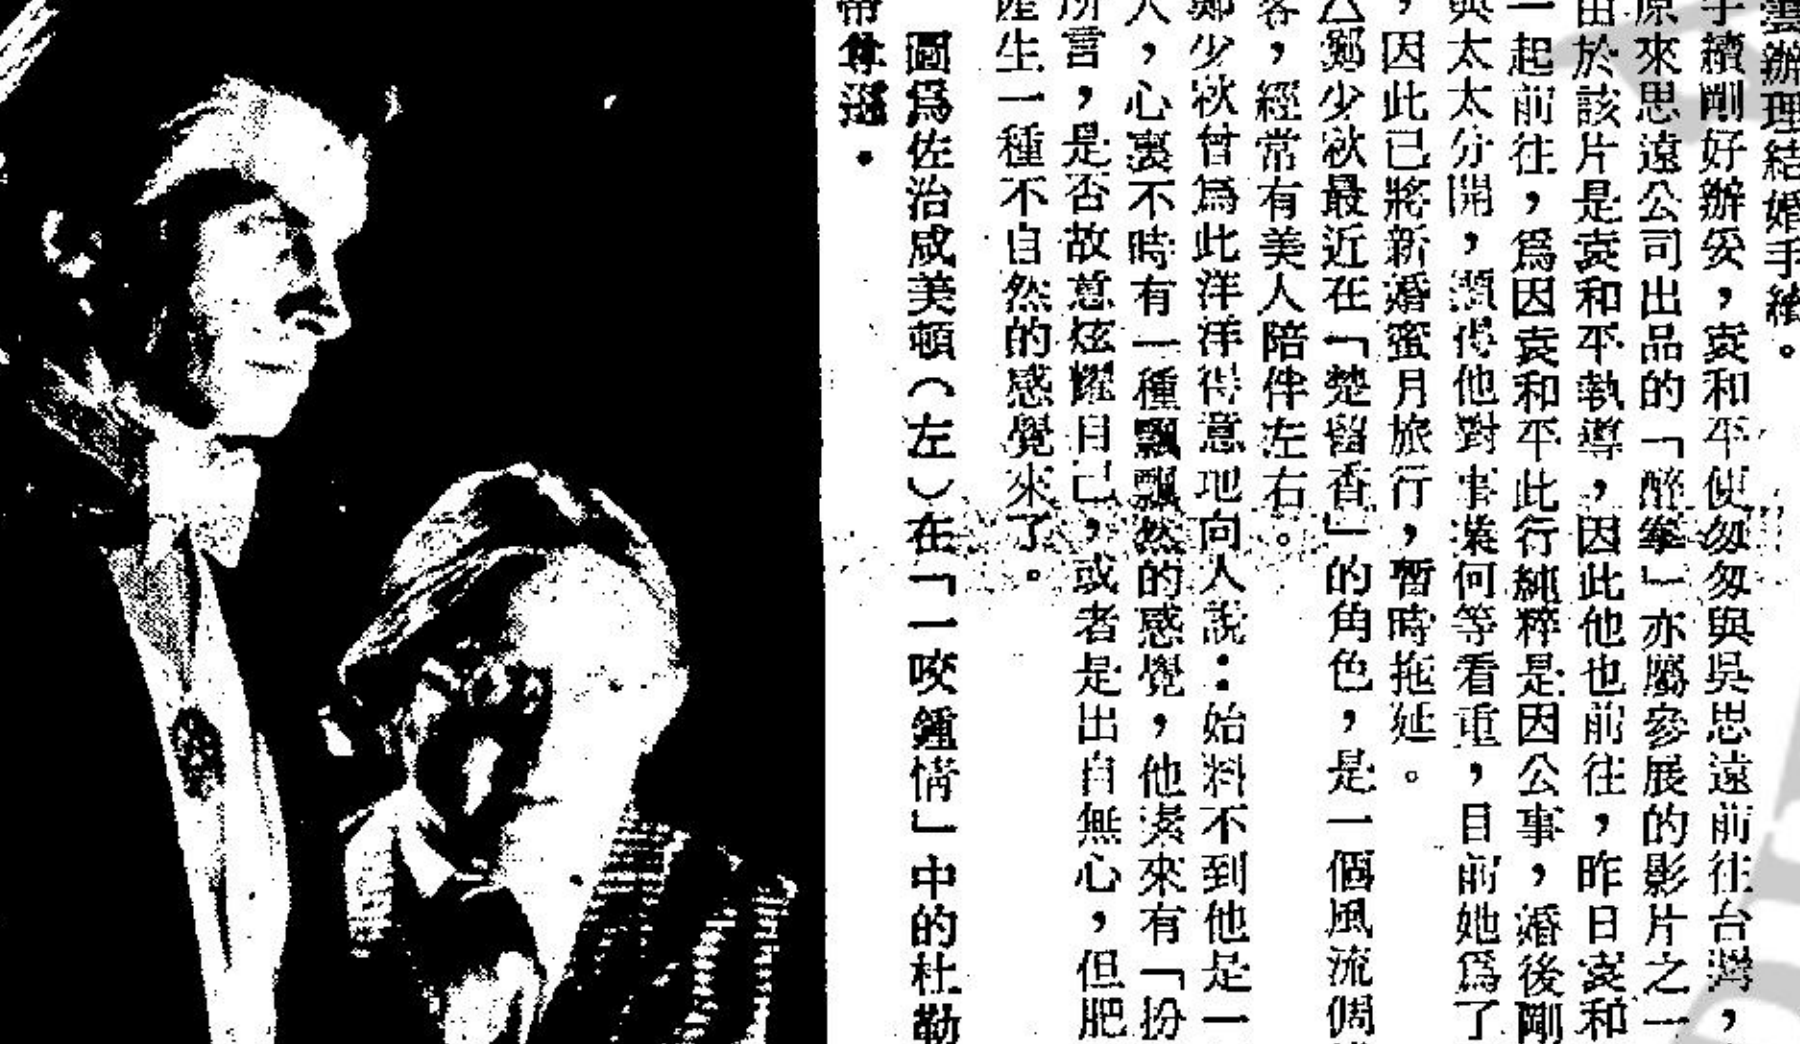 雲辦理結婚手續。
手續剛好辦妥，袁和平便匆匆與吳思遠前往台灣，
原來思遠公司出品的「醉拳」亦屬參展的影片之一
由於該片是袁和平執導，因此他也前往，昨日袁和
一起前往，爲因袁和平此行純粹是因公事，婚後剛
與太太分開，獲得他對事業何等看重，目前她爲了
，因此已將新婚蜜月旅行，暫時拖延。
△鄭少秋最近在「楚留香」的角色，是一個風流倜
客，經常有美人陪伴左右。
鄭少秋曾爲此洋洋得意地向人說：始料不到他是一
人，心裏不時有一種飄飄然的感覺，他素來有「扮
所言，是否故意炫耀自己，或者是出自無心，但肥
產生一種不自然的感覺來了。
圖爲佐治咸美頓（左）在「一咬鍾情」中的杜勒
帝尊邀．